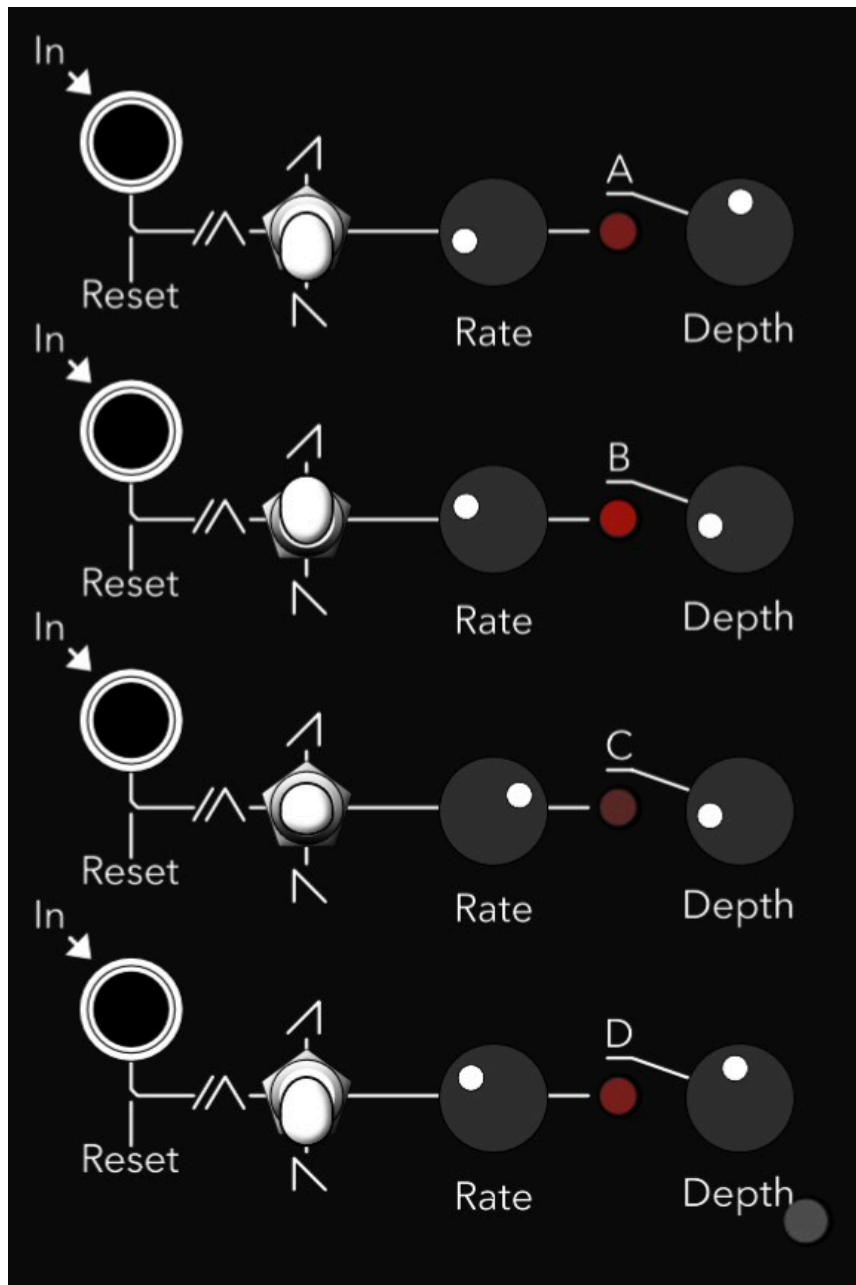 In
A
Reset
Rate
Depth
In
B
Reset
Rate
Depth
In
C
Reset
Rate
Depth
In
D
Reset
Rate
Depth